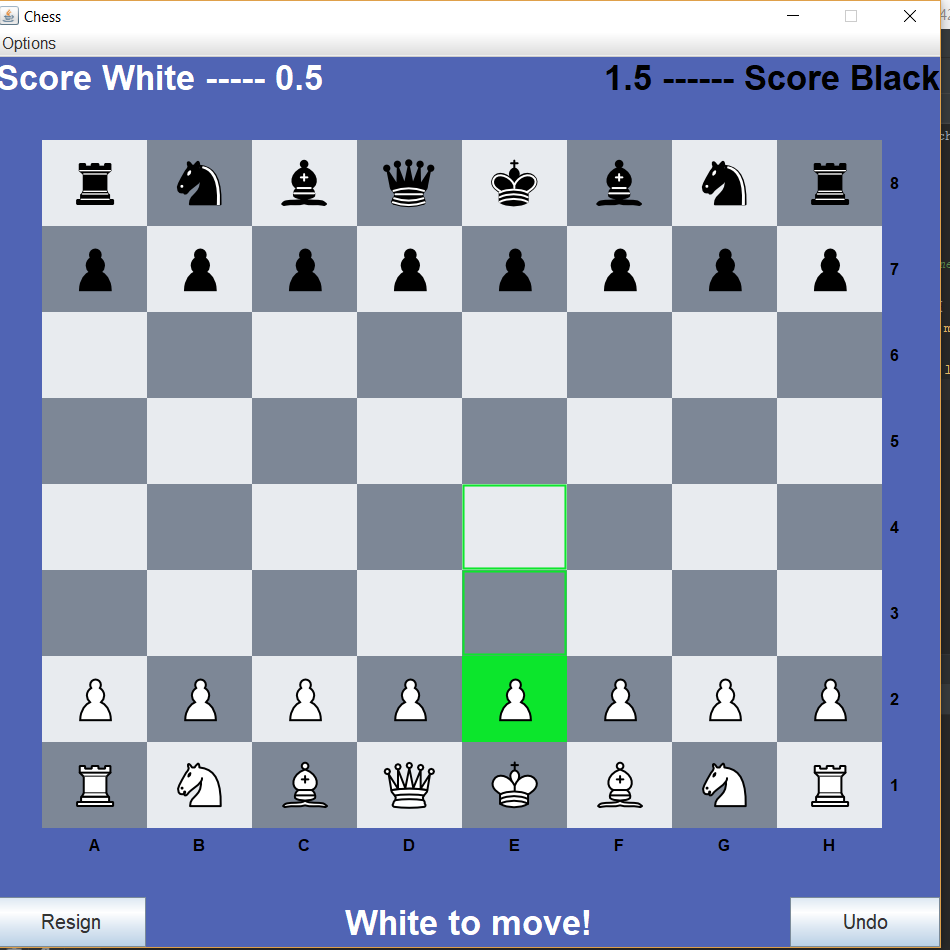 Chess
Options
Score White ----- 0.5
1.5 ------ Score Black
8
7
6
5
4
3
2
1
A B C D E F G H
Resign
White to move!
Undo